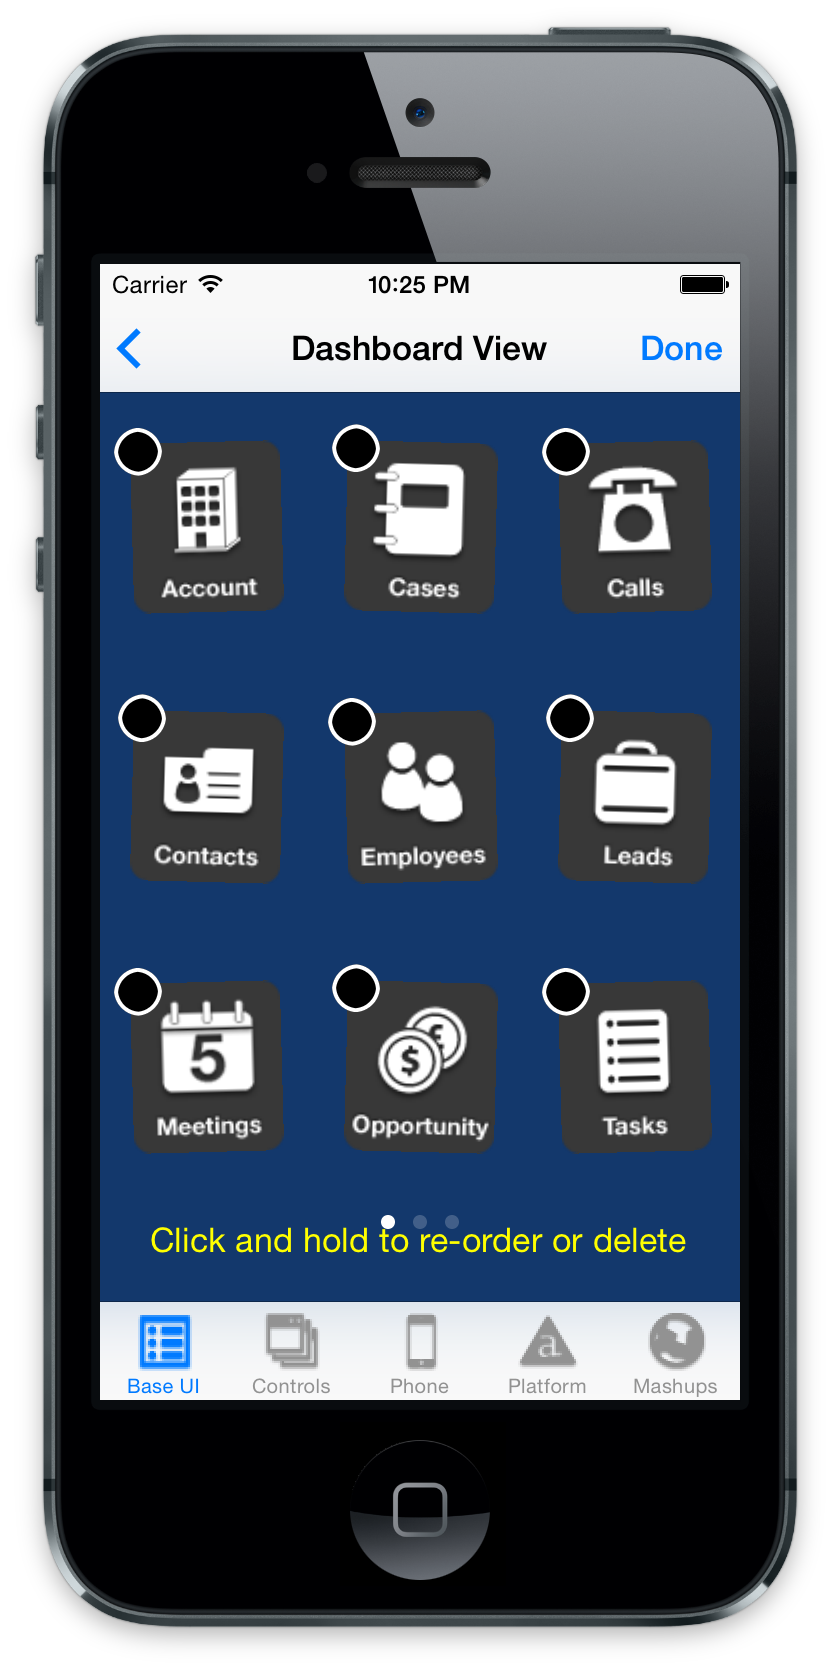 Carrier 10:25 PM
Dashboard View Done
Account Cases Calls
Contacts Employees Leads
5 $ £
Meetings Opportunity Tasks
Click and hold to re-order or delete
a
Base UI Controls Phone Platform Mashups